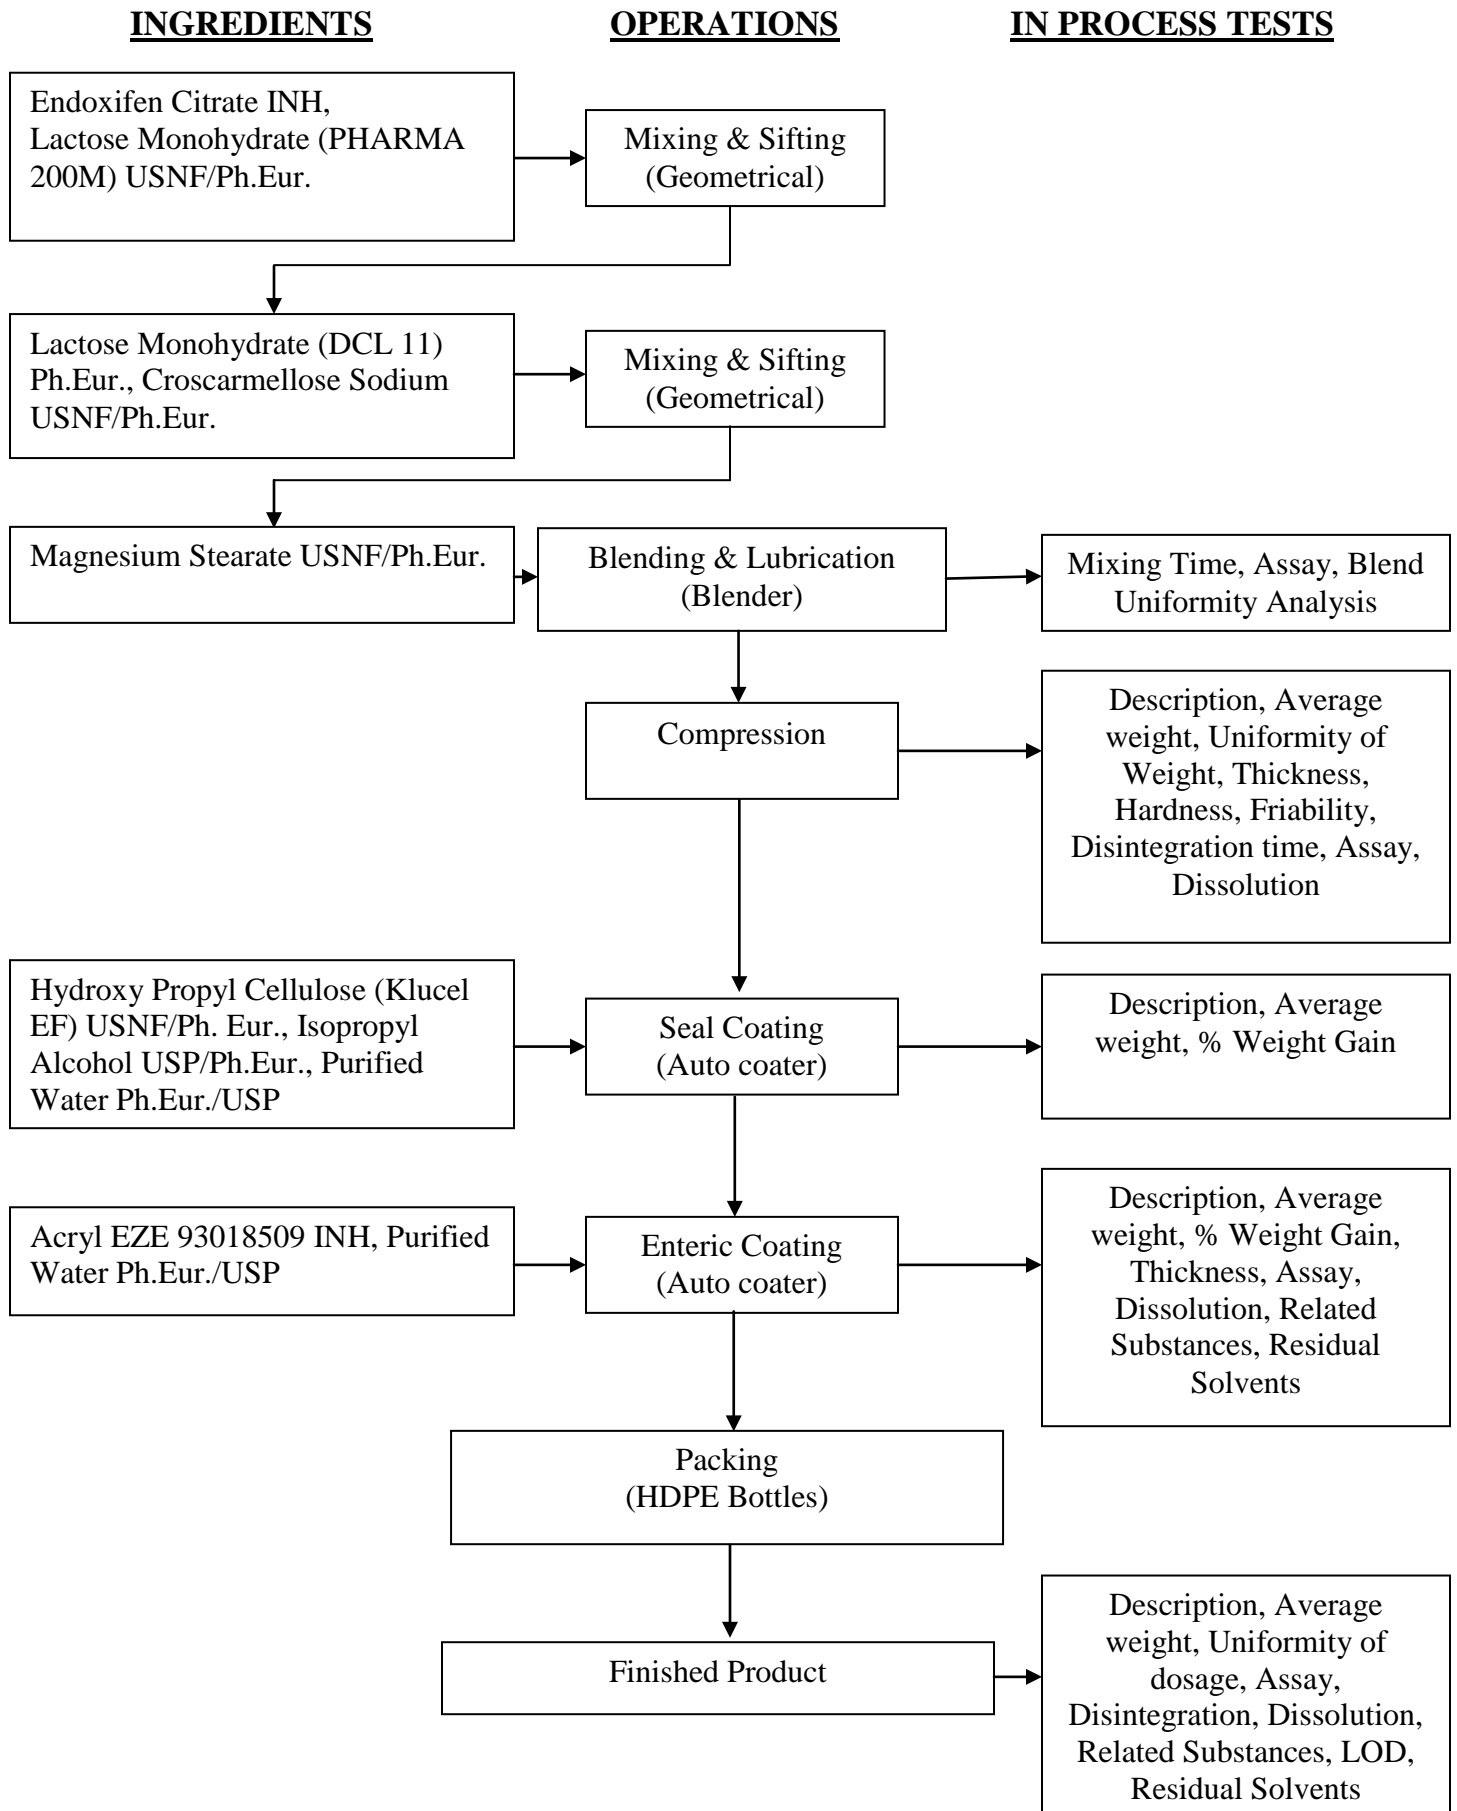 INGREDIENTS
OPERATIONS
IN PROCESS TESTS
Endoxifen Citrate INH,
Lactose Monohydrate (PHARMA
200M) USNF/Ph.Eur.
Mixing & Sifting
(Geometrical)
Lactose Monohydrate (DCL 11)
Ph.Eur., Croscarmellose Sodium
USNF/Ph.Eur.
Mixing & Sifting
(Geometrical)
Magnesium Stearate USNF/Ph.Eur.
Blending & Lubrication
(Blender)
Mixing Time, Assay, Blend
Uniformity Analysis
Compression
Description, Average
weight, Uniformity of
Weight, Thickness,
Hardness, Friability,
Disintegration time, Assay,
Dissolution
Hydroxy Propyl Cellulose (Klucel
EF) USNF/Ph. Eur., Isopropyl
Alcohol USP/Ph.Eur., Purified
Water Ph.Eur./USP
Seal Coating
(Auto coater)
Description, Average
weight, % Weight Gain
Acryl EZE 93018509 INH, Purified
Water Ph.Eur./USP
Enteric Coating
(Auto coater)
Description, Average
weight, % Weight Gain,
Thickness, Assay,
Dissolution, Related
Substances, Residual
Solvents
Packing
(HDPE Bottles)
Finished Product
Description, Average
weight, Uniformity of
dosage, Assay,
Disintegration, Dissolution,
Related Substances, LOD,
Residual Solvents